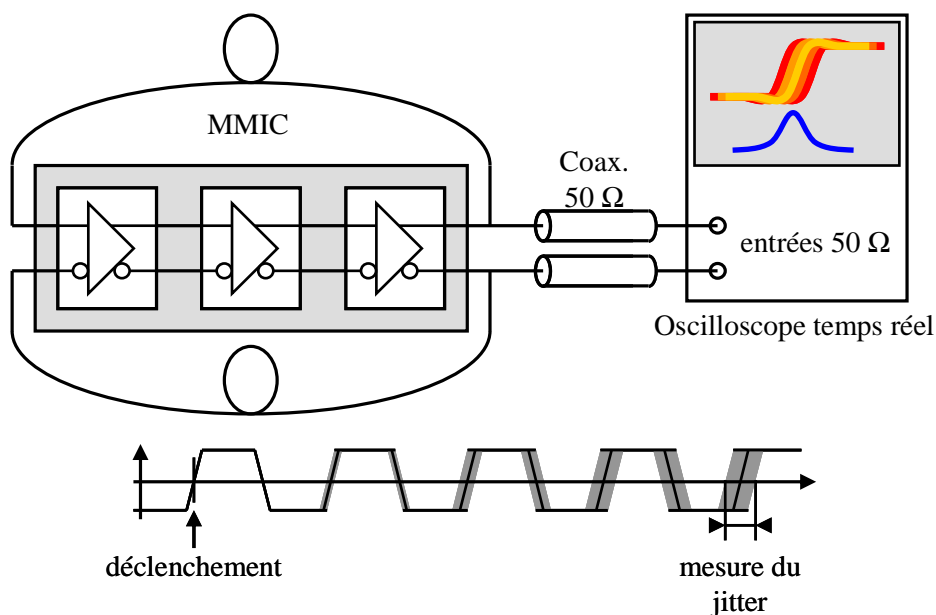 MMIC
Coax.
50 Ω
entrées 50 Ω
Oscilloscope temps réel
déclenchement
mesure du
jitter